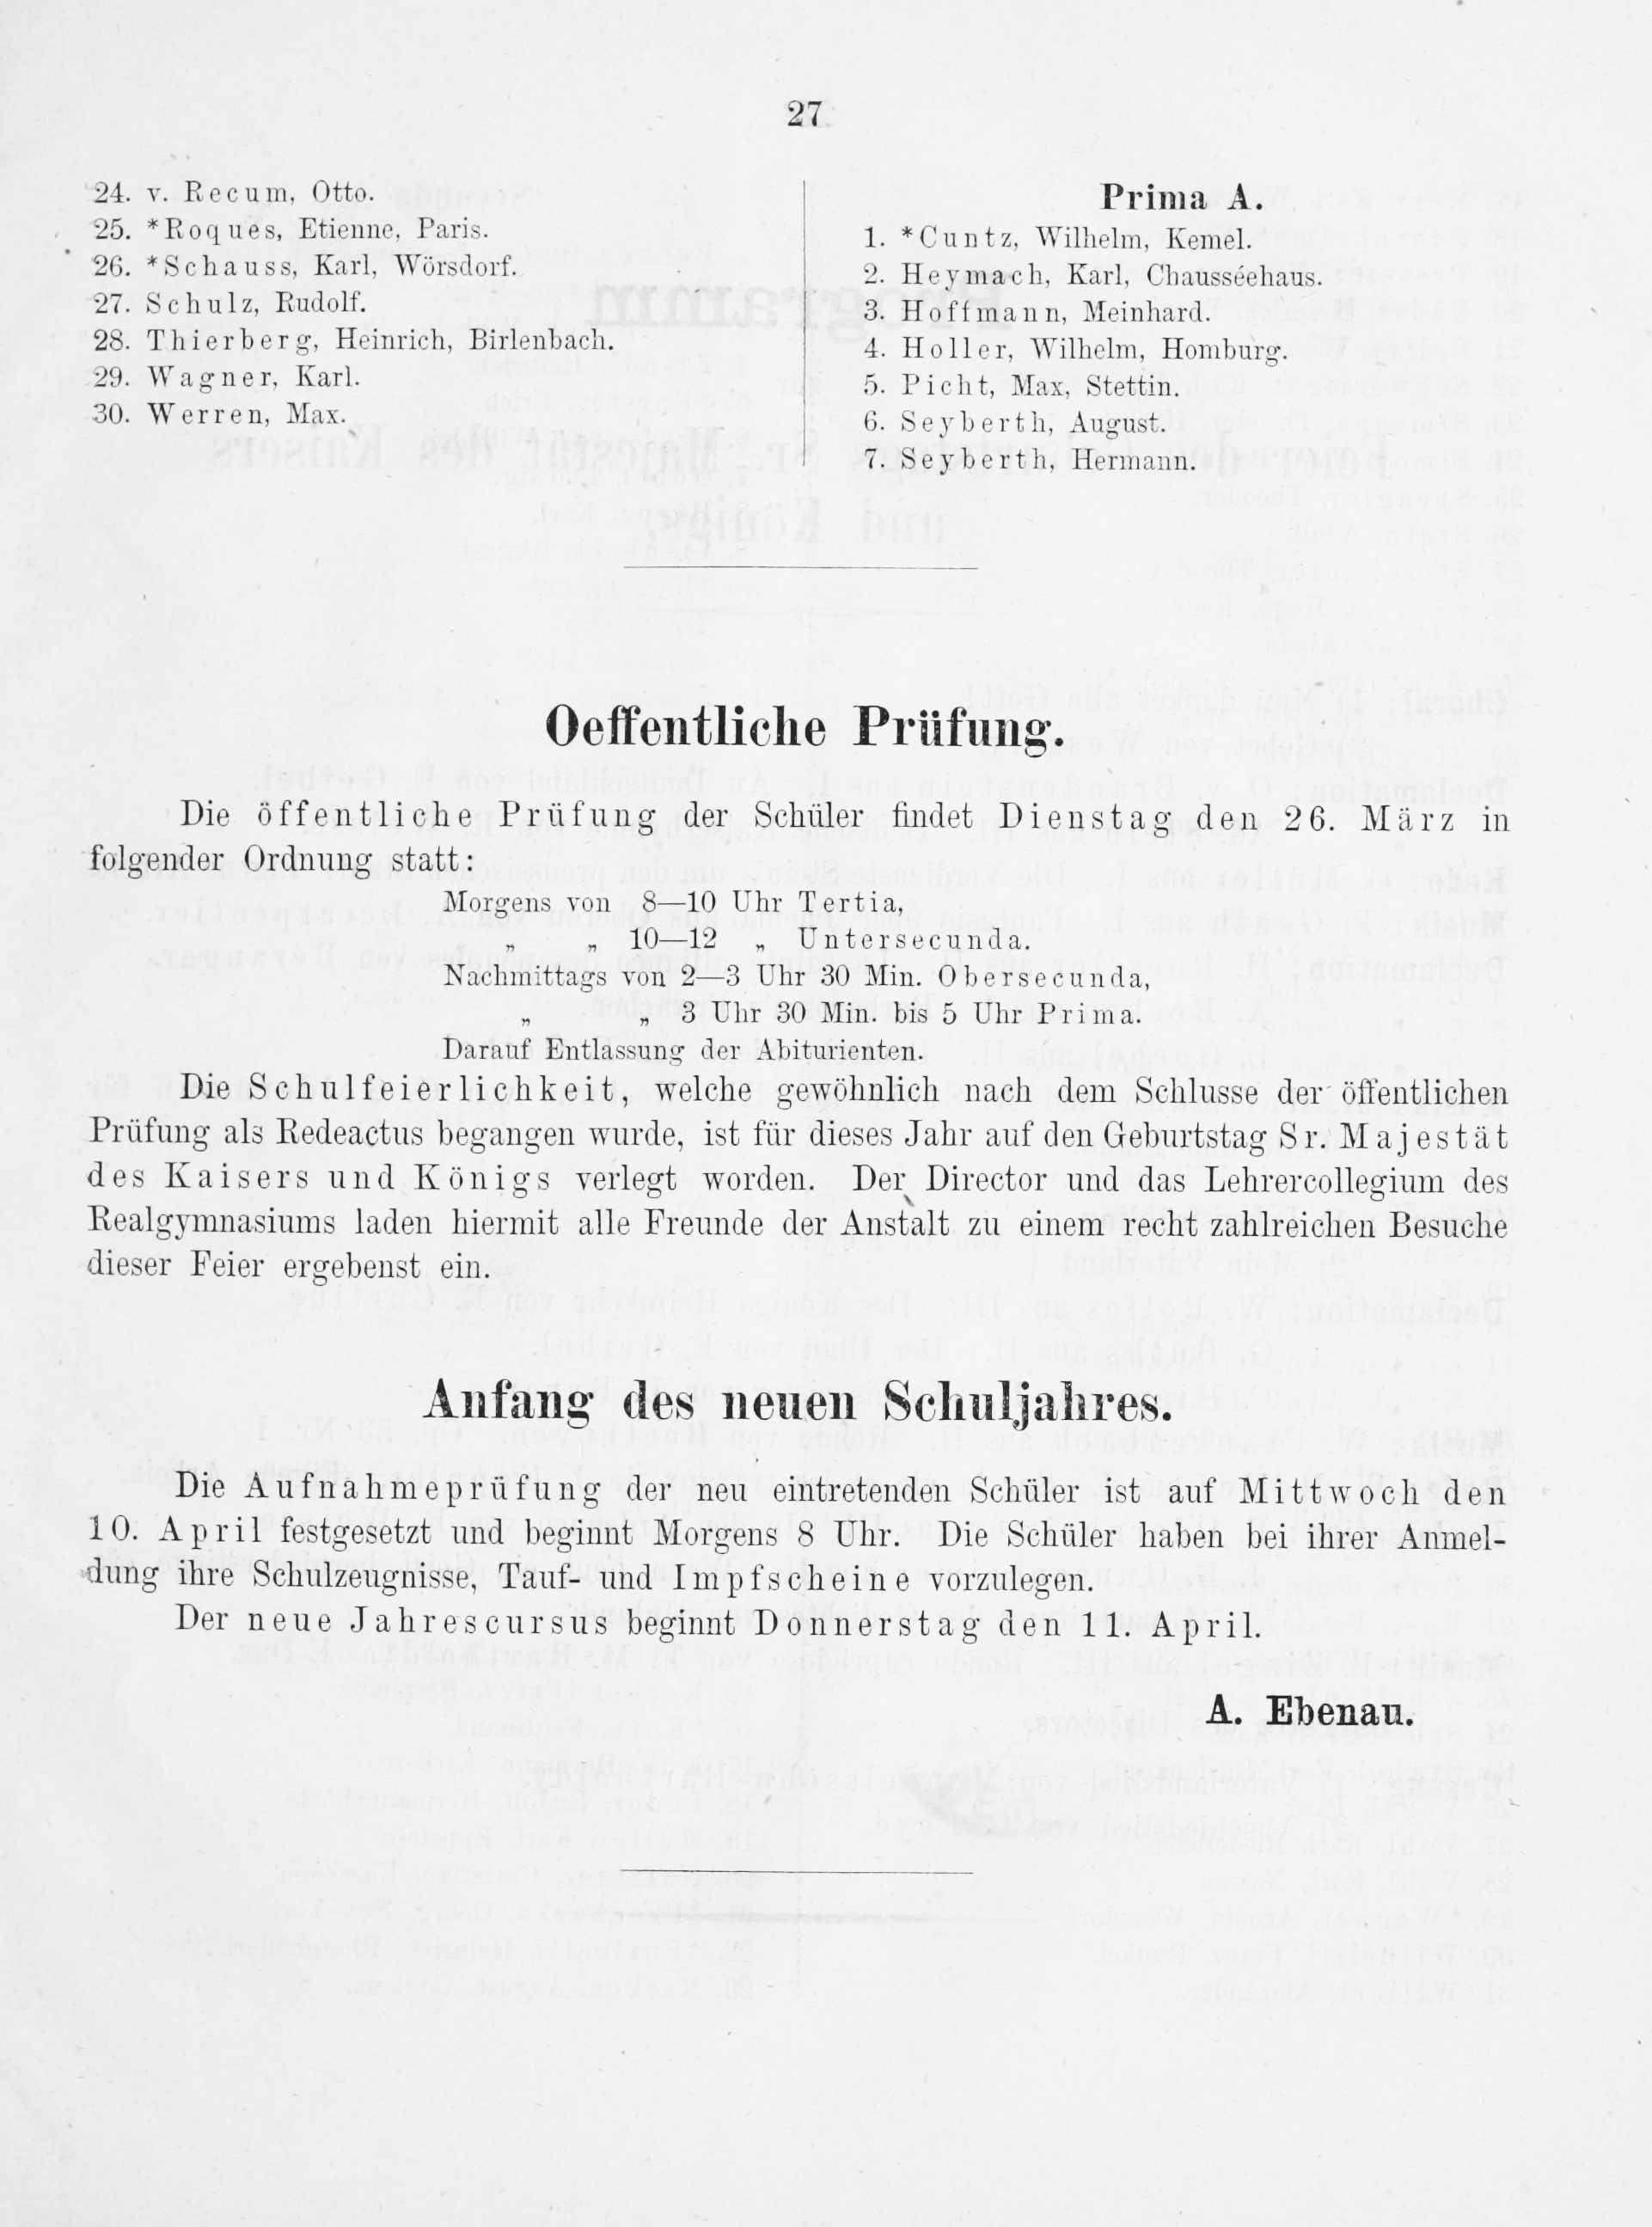 27
24. v. Recum, Otto.
25. *Roques, Etienne, Paris.
26. *Schauss, Karl, Wörsdorf.
27. Schulz, Rudolf.
28. Thierberg, Heinrich, Birlenbach.
29. Wagner, Karl.
30. Werren, Max.
Prima A.
1. *Cuntz, Wilhelm, Kemel.
2. Heymach, Karl, Chausséehaus.
3. Hoffmann, Meinhard.
4. Holler, Wilhelm, Homburg.
5. Picht, Max, Stettin.
6. Seyberth, August.
7. Seyberth, Hermann.
Oeffentliche Prüfung.
Die öffentliche Prüfung der Schüler findet Dienstag den 26. März in
folgender Ordnung statt:
Morgens von 8—10 Uhr Tertia,
„ „ 10—12 „ Untersecunda.
Nachmittags von 2—3 Uhr 30 Min. Obersecunda,
„ „ 3 Uhr 30 Min. bis 5 Uhr Prima.
Darauf Entlassung der Abiturienten.
Die Schulfeierlichkeit, welche gewöhnlich nach dem Schlusse der öffentlichen
Prüfung als Redeactus begangen wurde, ist für dieses Jahr auf den Geburtstag Sr. Majestät
des Kaisers und Königs verlegt worden. Der Director und das Lehrercollegium des
Realgymnasiums laden hiermit alle Freunde der Anstalt zu einem recht zahlreichen Besuche
dieser Feier ergebenst ein.
Anfang des neuen Schuljahres.
Die Aufnahmeprüfung der neu eintretenden Schüler ist auf Mittwoch den
10. April festgesetzt und beginnt Morgens 8 Uhr. Die Schüler haben bei ihrer Anmel-
dung ihre Schulzeugnisse, Tauf- und Impfscheine vorzulegen.
Der neue Jahrescursus beginnt Donnerstag den 11. April.
A. Ebenau.